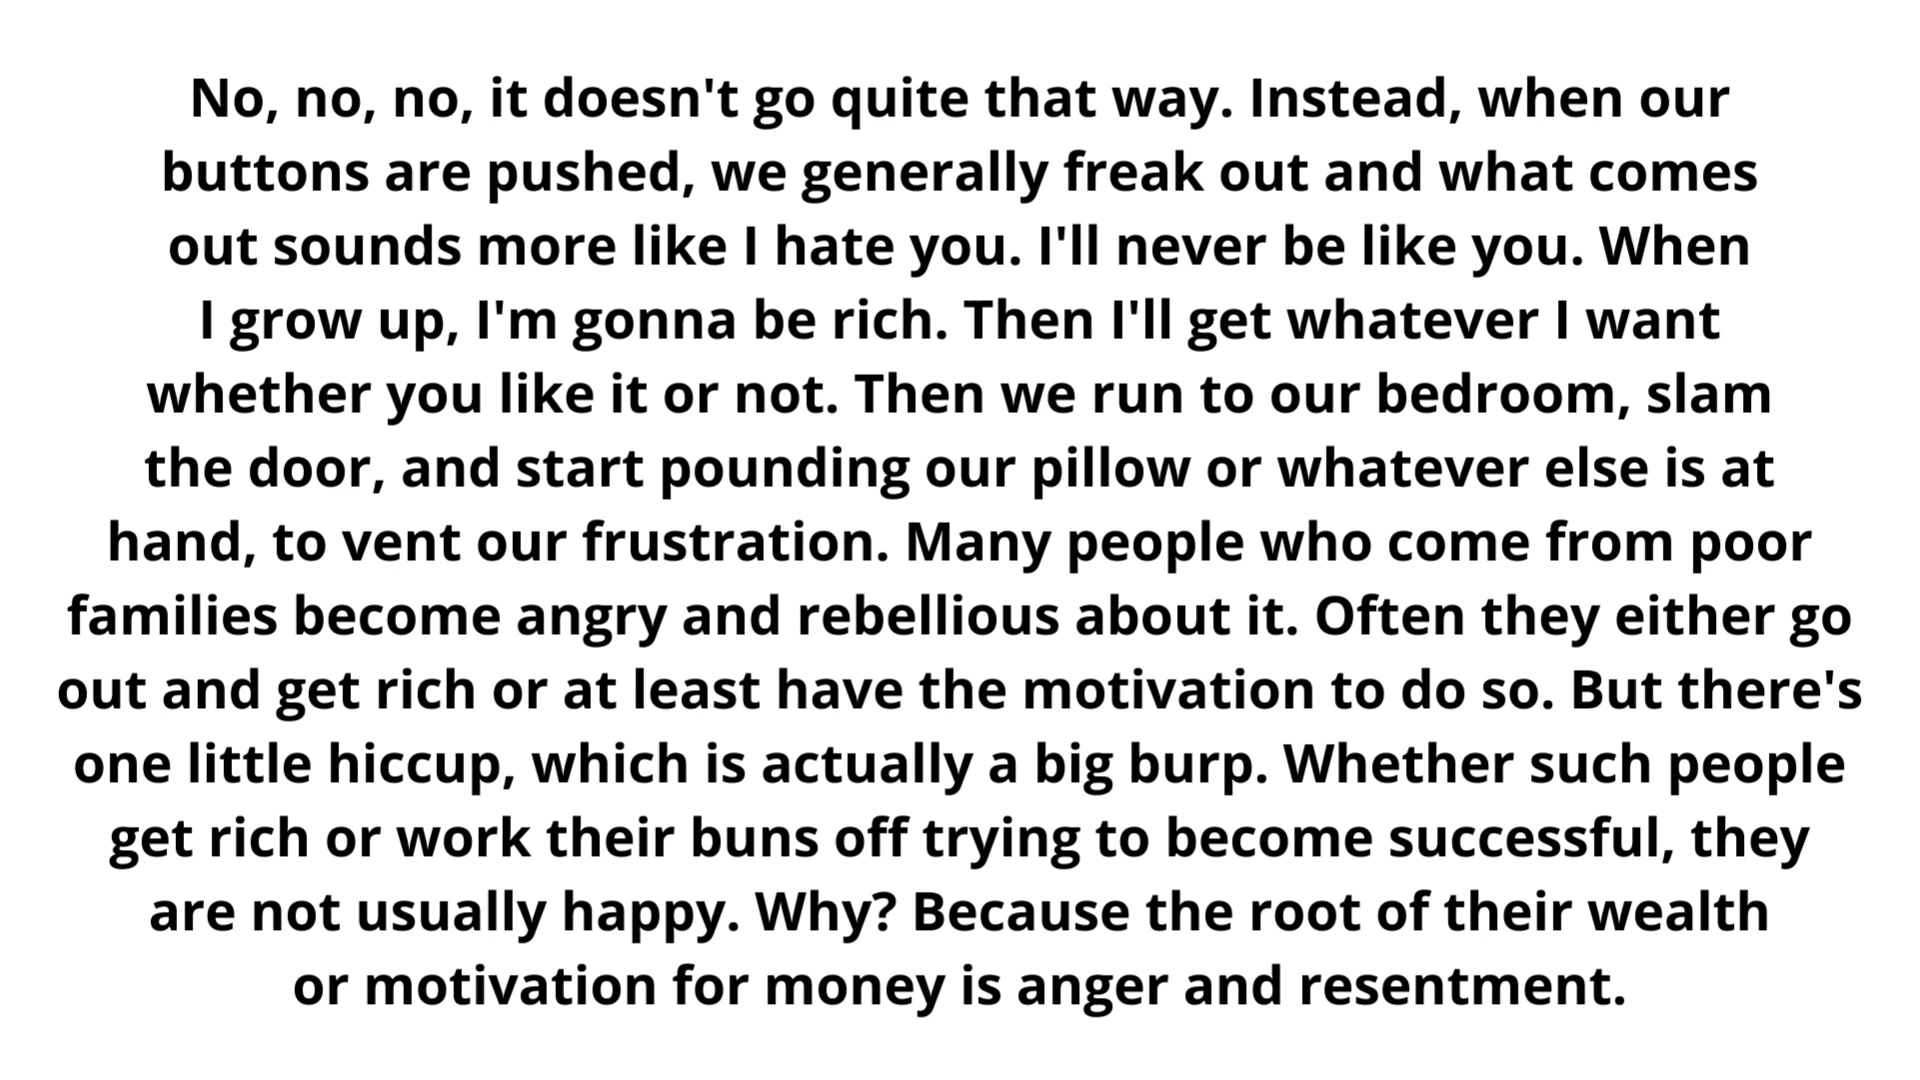 No, no, no, it doesn't go quite that way. Instead, when our
buttons are pushed, we generally freak out and what comes
out sounds more like I hate you. I'll never be like you. When
I grow up, I'm gonna be rich. Then I'll get whatever I want
whether you like it or not. Then we run to our bedroom, slam
the door, and start pounding our pillow or whatever else is at
hand, to vent our frustration. Many people who come from poor
families become angry and rebellious about it. Often they either go
out and get rich or at least have the motivation to do so. But there's
one little hiccup, which is actually a big burp. Whether such people
get rich or work their buns off trying to become successful, they
are not usually happy. Why? Because the root of their wealth
or motivation for money is anger and resentment.